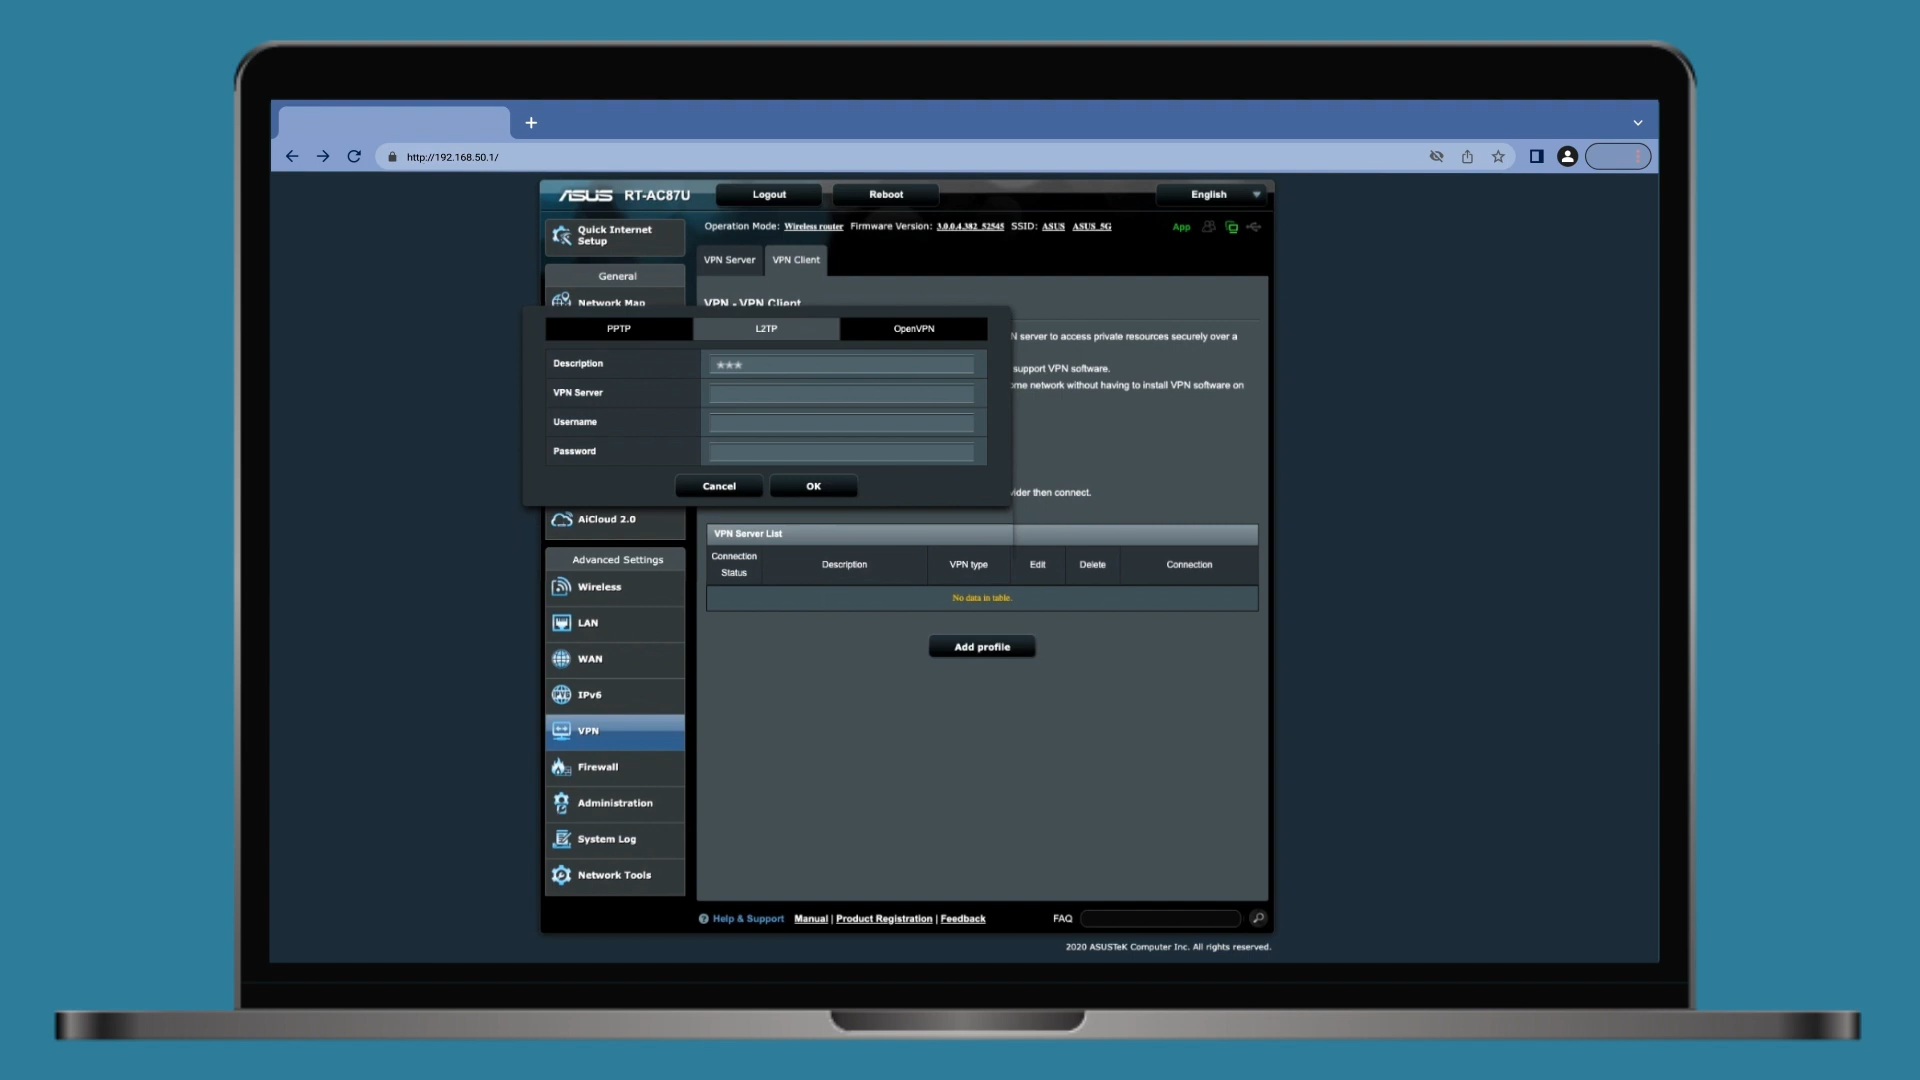 http://192.168.50.1/
ASUS RT-AC87U Logout Reboot English
Quick Internet Setup
Operation Mode: Wireless router Firmware Version: 3.0.0.4.382_52545 SSID: ASUS ASUS_5G App
VPN Server VPN Client
General
Network Map
VPN - VPN Client
PPTP L2TP OpenVPN
N server to access private resources securely over a
Description ***
support VPN software.
ome network without having to install VPN software on
VPN Server
Username
Password
Cancel OK
vider then connect.
AiCloud 2.0
VPN Server List
Connection Status Description VPN type Edit Delete Connection
No data in table.
Add profile
Advanced Settings
Wireless
LAN
WAN
IPv6
VPN
Firewall
Administration
System Log
Network Tools
Help & Support Manual | Product Registration | Feedback FAQ
2020 ASUSTeK Computer Inc. All rights reserved.